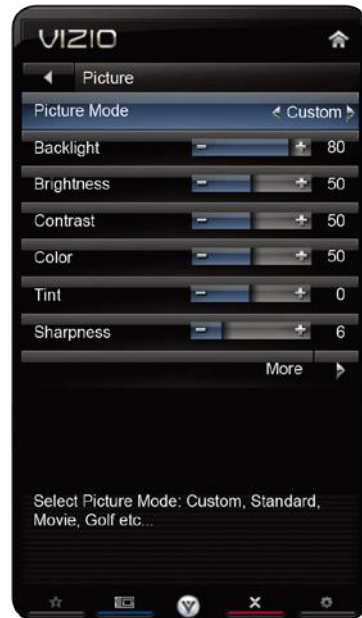 VIZIO
Picture
Picture Mode Custom
Backlight 80
Brightness 50
Contrast 50
Color 50
Tint 0
Sharpness 6
More
Select Picture Mode: Custom, Standard,
Movie, Golf etc...
V